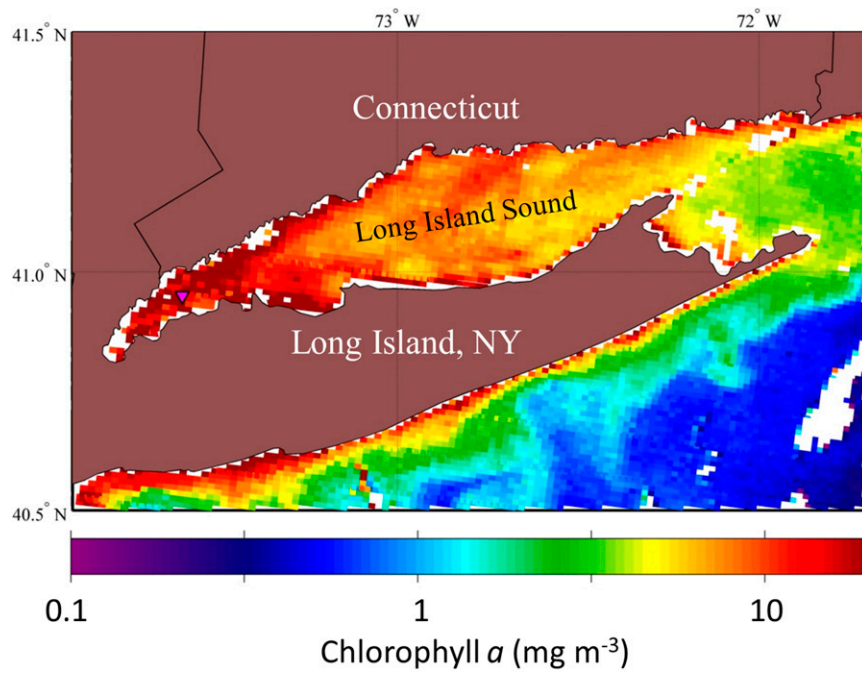 73° W 72° W
41.5° N
Connecticut
Long Island Sound
41.0° N
Long Island, NY
40.5° N
0.1 1 10
Chlorophyll a (mg m-3)